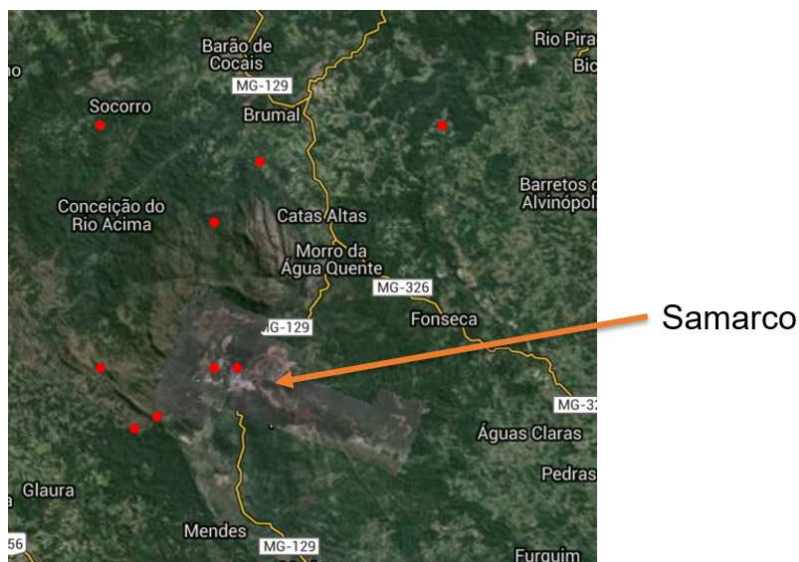 Rio Pira
Barão de
Cocais
Bic
no
MG-129
Socorro
Brumal
Barretos d
Alvinópoli
Conceição do
Rio Acima
Catas Altas
Morro da
Água Quente
MG-326
MG-129
Fonseca
Samarco
MG-32
Águas Claras
Pedras
Glaura
Mendes
56
MG-129
Furquim